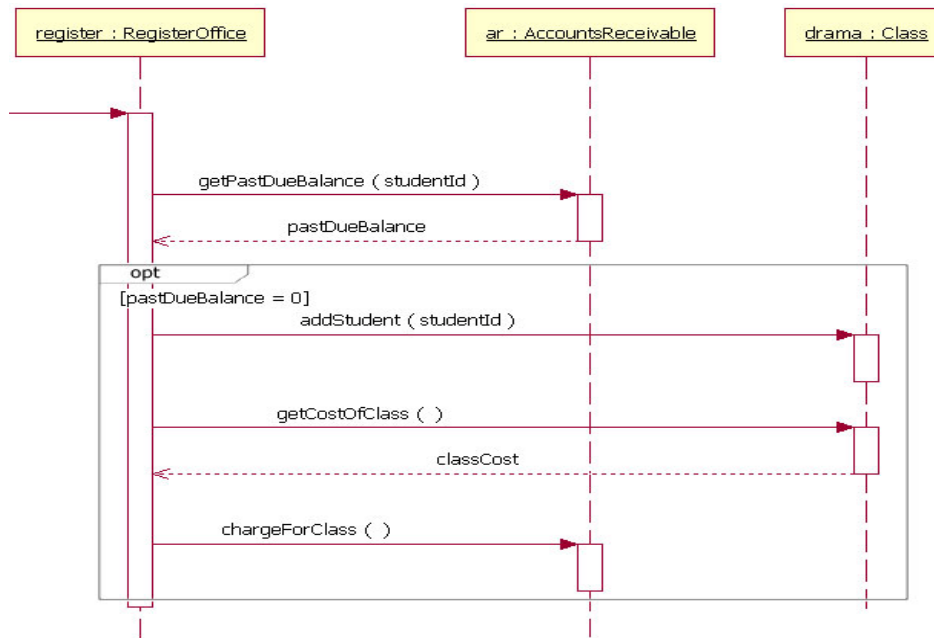 register : RegisterOffice
ar : AccountsReceivable
drama : Class
getPastDueBalance ( studentId )
pastDueBalance
opt
[pastDueBalance = 0]
addStudent ( studentId )
getCostOfClass ( )
classCost
chargeForClass ( )